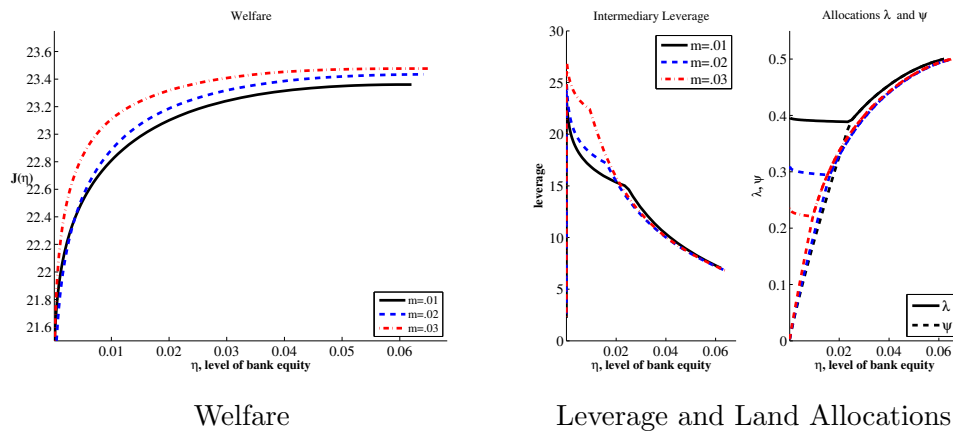 Welfare
23.6
23.4
23.2
23
22.8
J(η)
22.6
22.4
22.2
22
21.8
21.6
0.01
0.02
0.03
0.04
0.05
0.06
η, level of bank equity
m=.01
m=.02
m=.03
Intermediary Leverage
30
25
20
15
10
5
0
leverage
0
0.02
0.04
0.06
η, level of bank equity
m=.01
m=.02
m=.03
Allocations λ and ψ
0.5
0.4
0.3
0.2
0.1
0
λ, ψ
0
0.02
0.04
0.06
η, level of bank equity
λ
ψ
Welfare
Leverage and Land Allocations